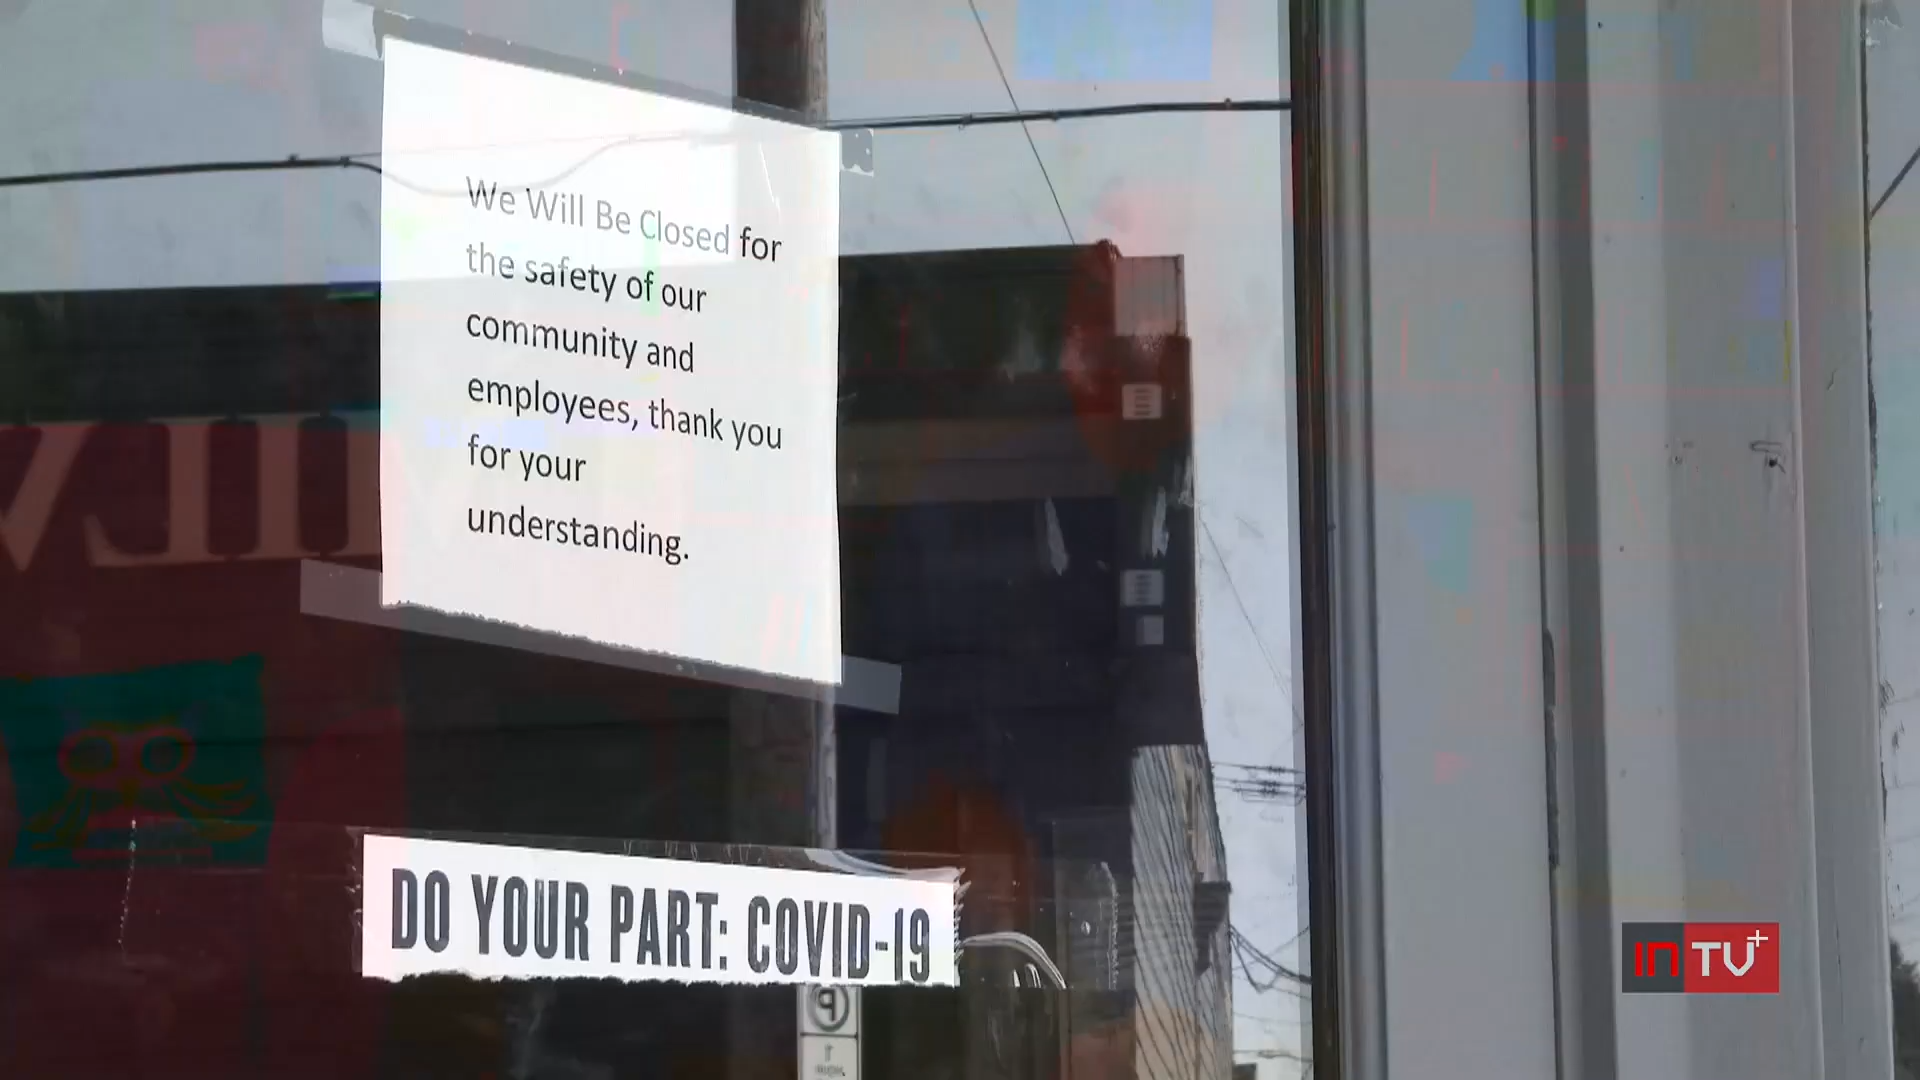 We Will Be Closed for
the safety of our
community and
employees, thank you
for your
understanding.
DO YOUR PART: COVID-19
P
inTV+